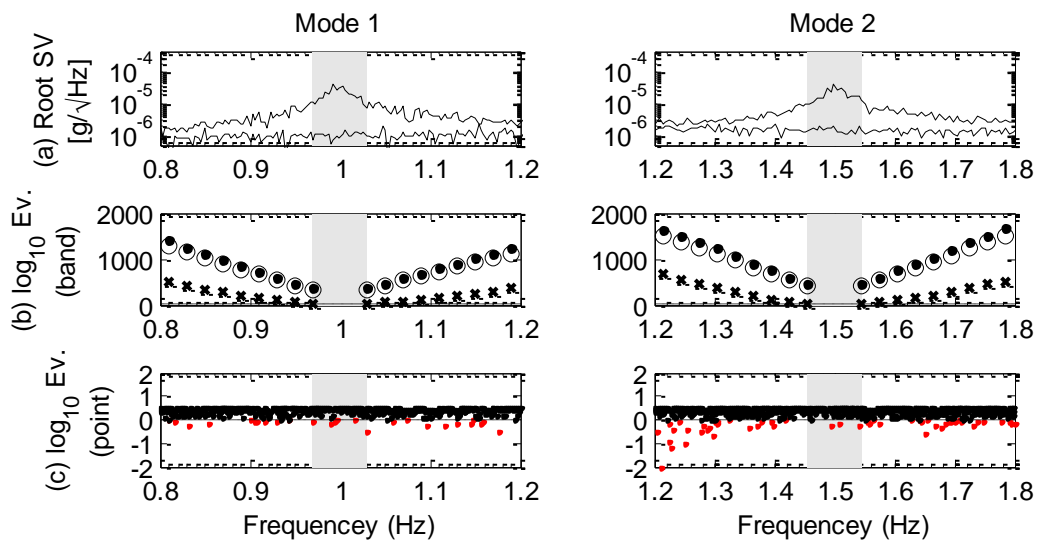 Mode 1
Mode 2
(a) Root SV
[g/√Hz]
10-4
10-5
10-6
0.8 0.9 1 1.1 1.2
10-4
10-5
10-6
1.2 1.3 1.4 1.5 1.6 1.7 1.8
(b) log10 Ev.
(band)
2000
1000
0
0.8 0.9 1 1.1 1.2
2000
1000
0
1.2 1.3 1.4 1.5 1.6 1.7 1.8
(c) log10 Ev.
(point)
2
1
0
-1
-2
0.8 0.9 1 1.1 1.2
Frequencey (Hz)
2
1
0
-1
-2
1.2 1.3 1.4 1.5 1.6 1.7 1.8
Frequencey (Hz)